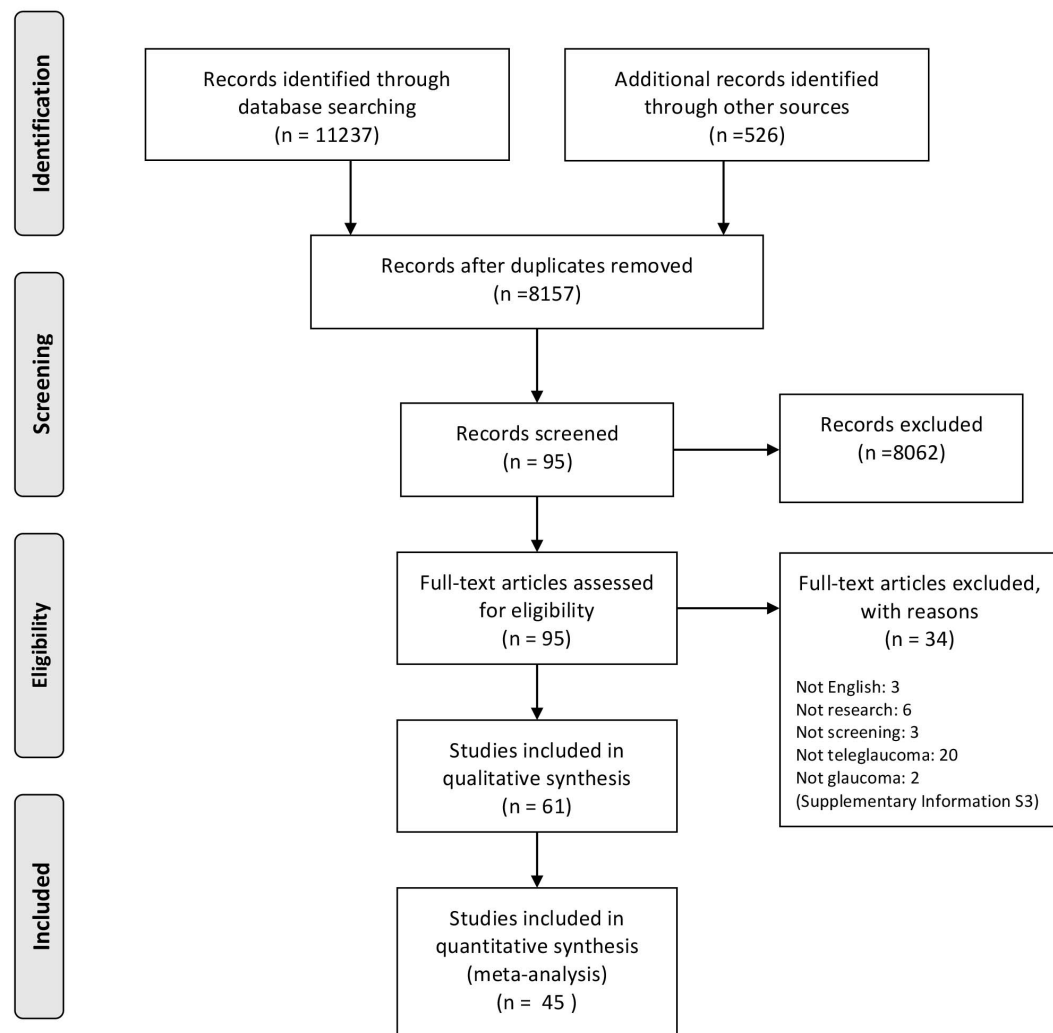 Identification
Records identified through
database searching
(n = 11237)
Additional records identified
through other sources
(n =526)
Records after duplicates removed
(n =8157)
Screening
Records screened
(n = 95)
Records excluded
(n =8062)
Eligibility
Full-text articles assessed
for eligibility
(n = 95)
Full-text articles excluded,
with reasons
(n = 34)
Not English: 3
Not research: 6
Not screening: 3
Not teleglaucoma: 20
Not glaucoma: 2
(Supplementary Information S3)
Studies included in
qualitative synthesis
(n = 61)
Included
Studies included in
quantitative synthesis
(meta-analysis)
(n = 45 )